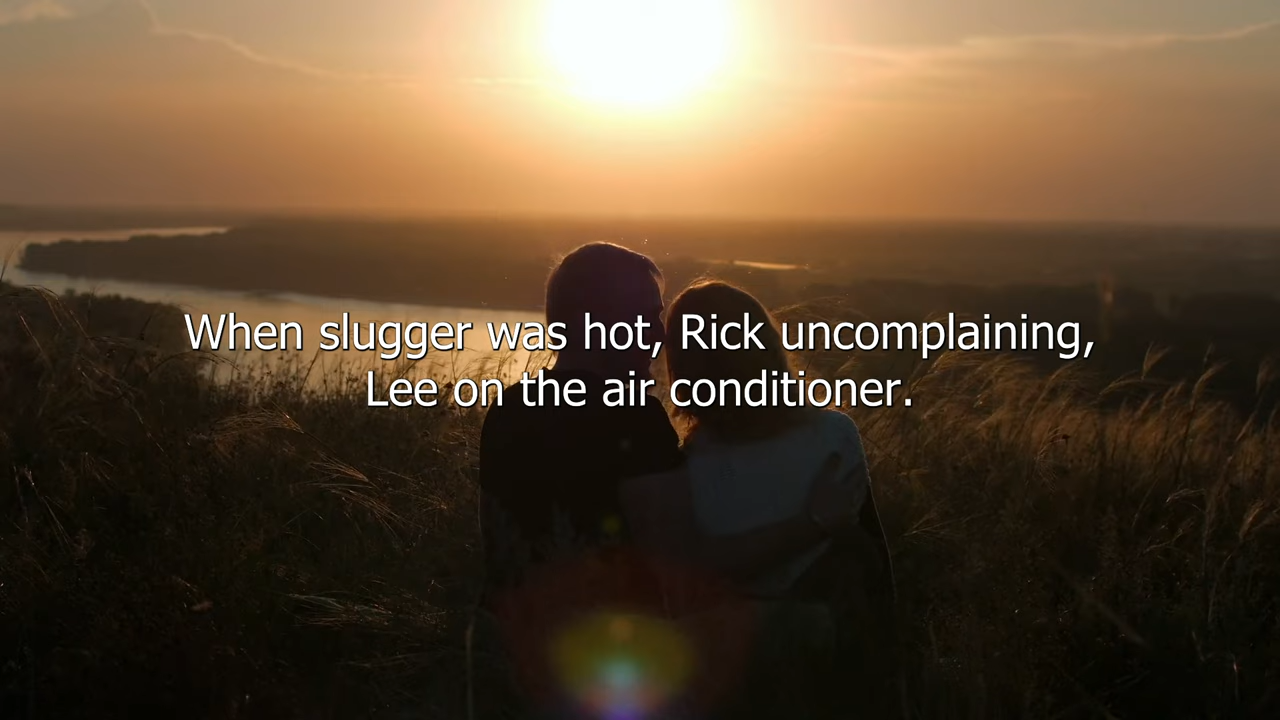 When slugger was hot, Rick uncomplaining,
Lee on the air conditioner.